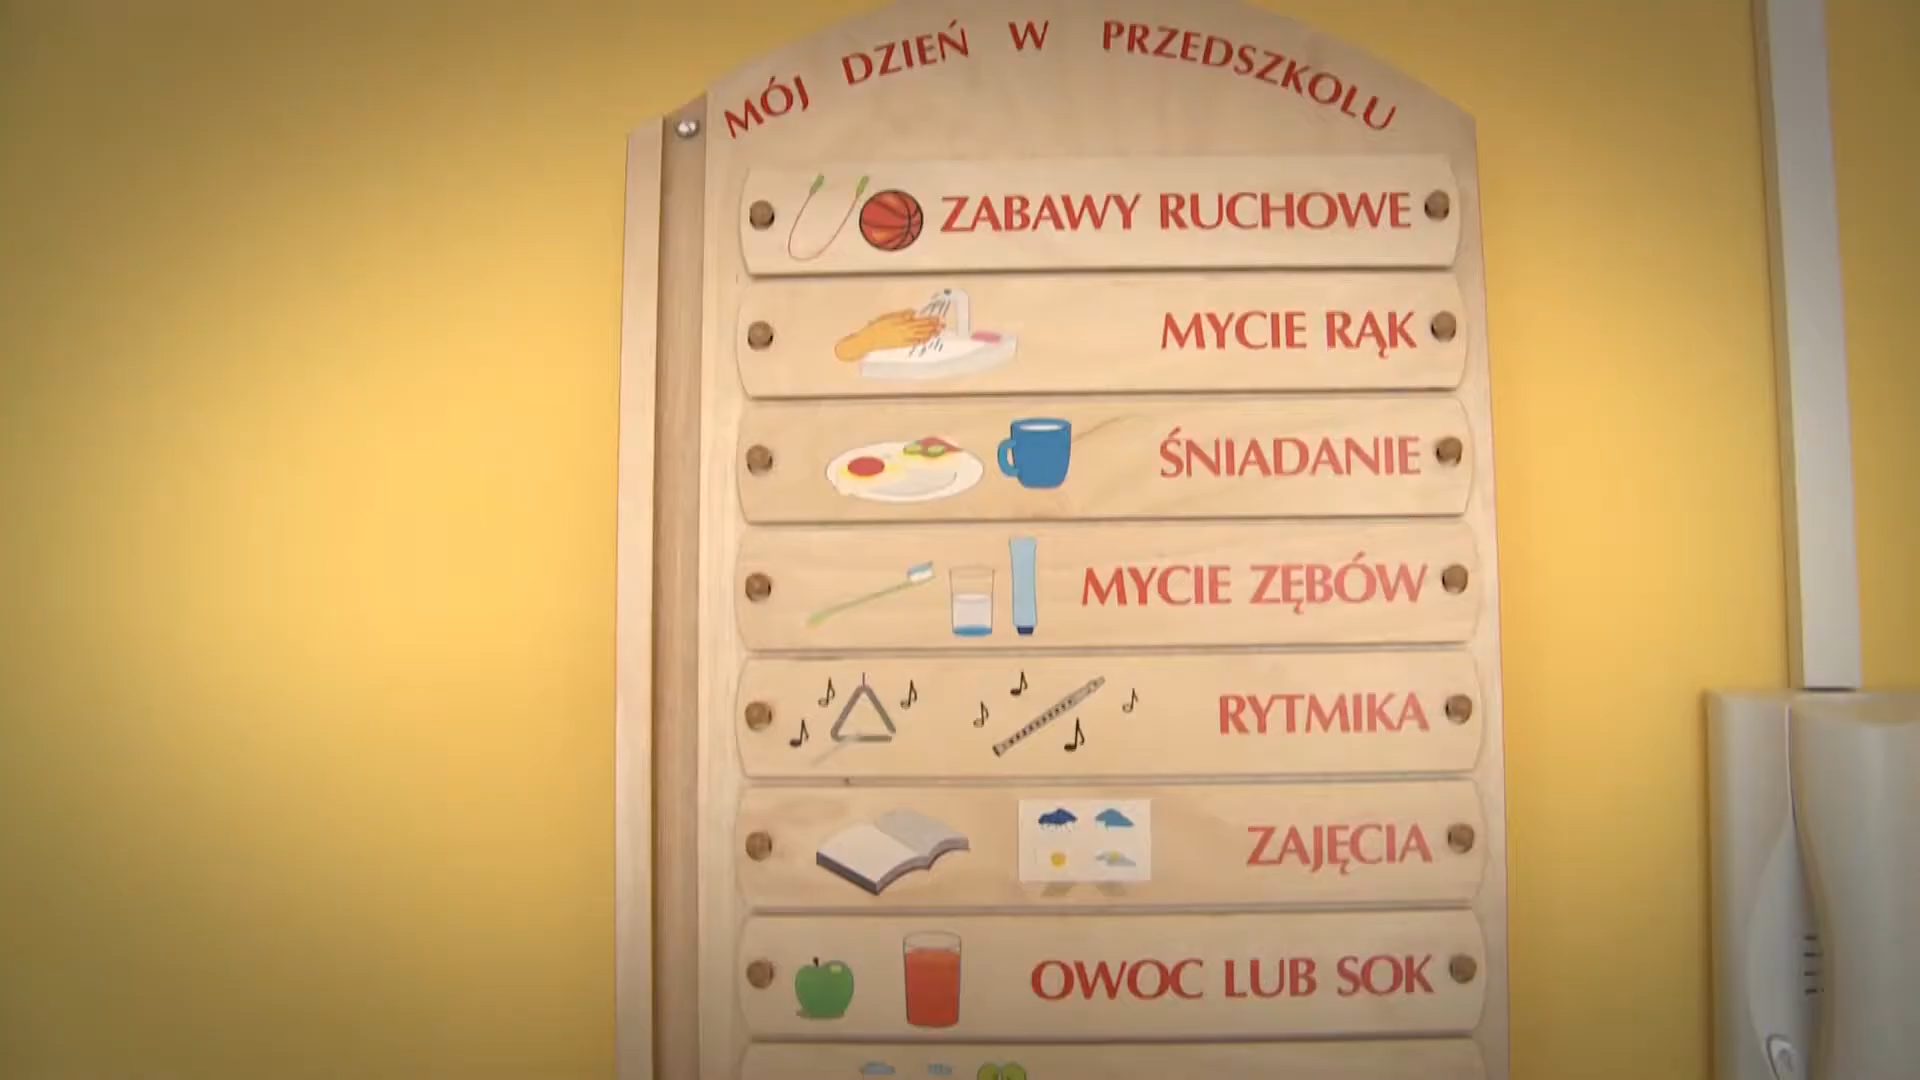 MÓJ DZIEŃ W PRZEDSZKOLU
ZABAWY RUCHOWE
MYCIE RĄK
ŚNIADANIE
MYCIE ZĘBÓW
RYTMIKA
ZAJĘCIA
OWOC LUB SOK